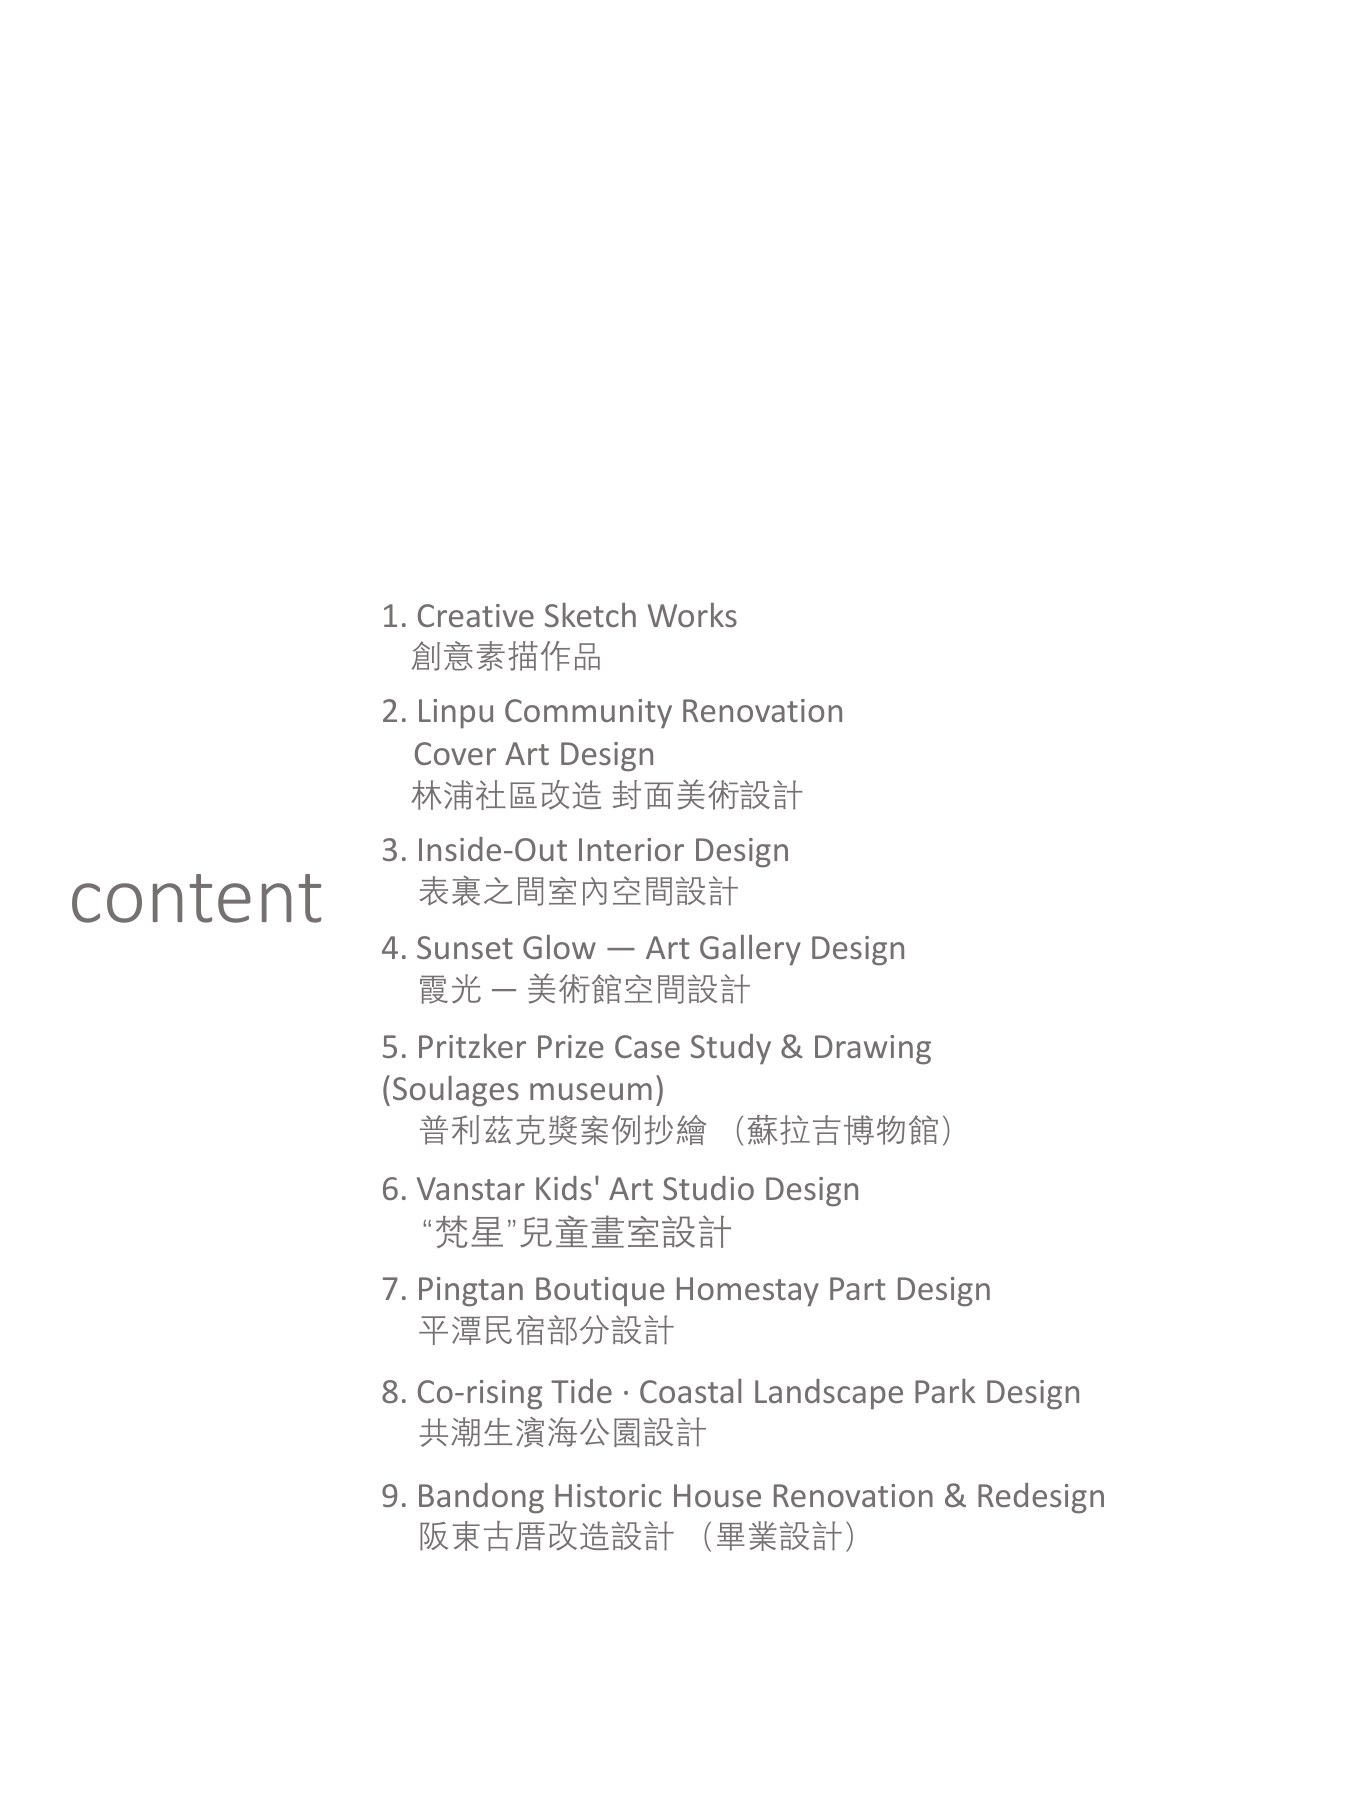 content
1. Creative Sketch Works
創意素描作品
2. Linpu Community Renovation
Cover Art Design
林浦社區改造 封面美術設計
3. Inside-Out Interior Design
表裏之間室內空間設計
4. Sunset Glow — Art Gallery Design
霞光 — 美術館空間設計
5. Pritzker Prize Case Study & Drawing
(Soulages museum)
普利茲克獎案例抄繪 （蘇拉吉博物館）
6. Vanstar Kids' Art Studio Design
“梵星”兒童畫室設計
7. Pingtan Boutique Homestay Part Design
平潭民宿部分設計
8. Co-rising Tide · Coastal Landscape Park Design
共潮生濱海公園設計
9. Bandong Historic House Renovation & Redesign
阪東古厝改造設計 （畢業設計）